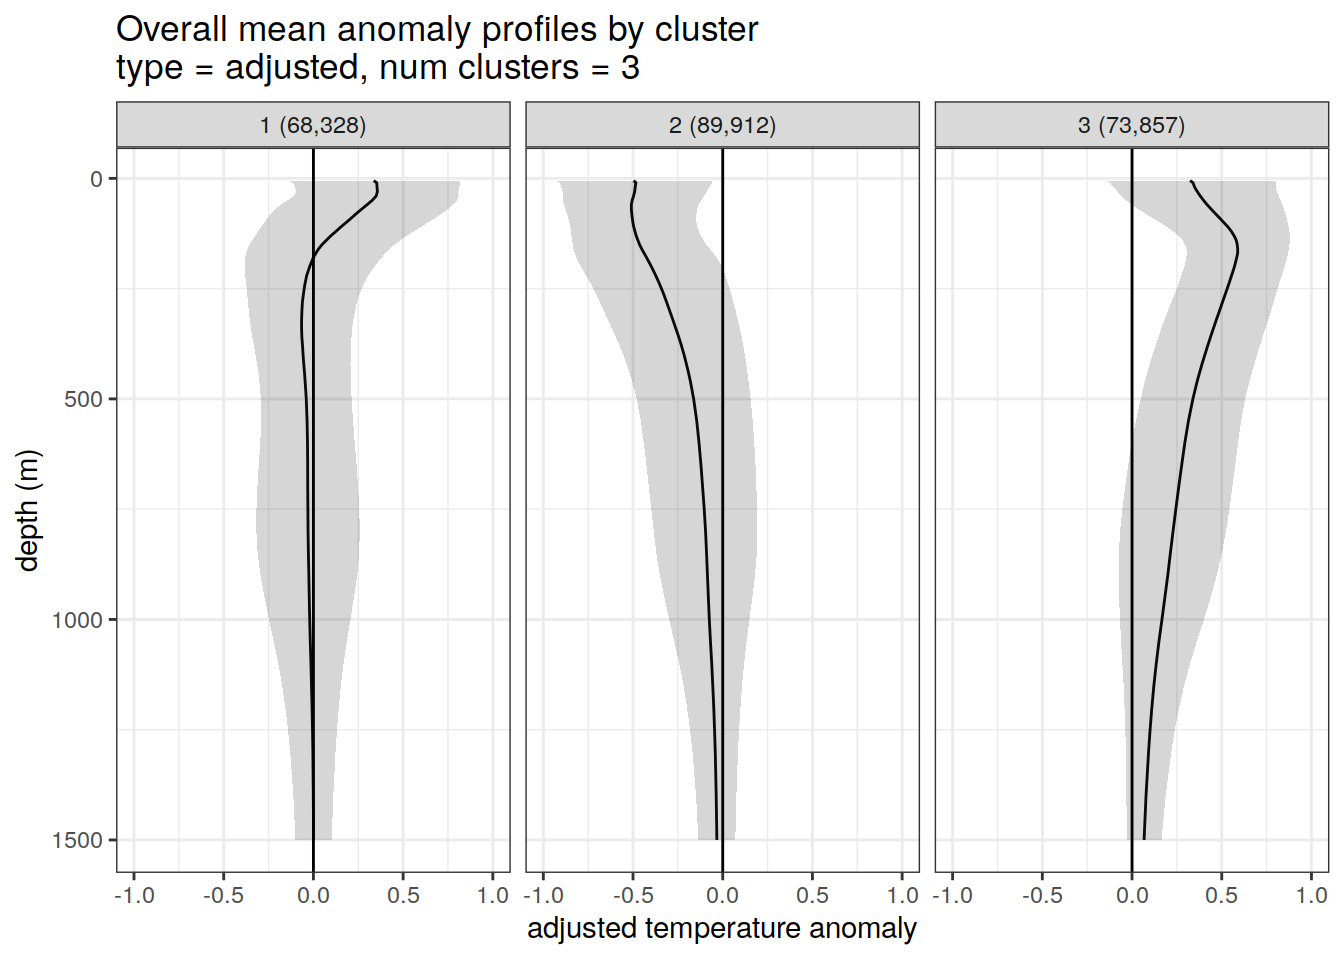 Overall mean anomaly profiles by cluster
type = adjusted, num clusters = 3
1 (68,328)
2 (89,912)
3 (73,857)
0
500
1000
1500
depth (m)
-1.0 -0.5 0.0 0.5 1.0
-1.0 -0.5 0.0 0.5 1.0
-1.0 -0.5 0.0 0.5 1.0
adjusted temperature anomaly